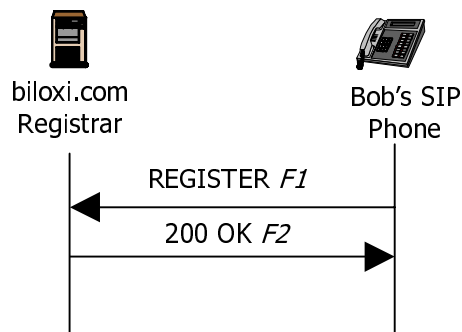 biloxi.com
Registrar
Bob's SIP
Phone
REGISTER F1
200 OK F2